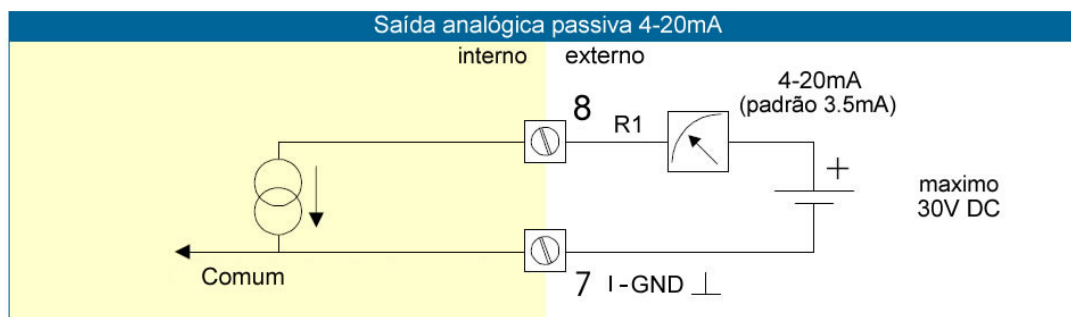 Saída analógica passiva 4-20mA
interno externo
4-20mA
(padrão 3.5mA)
8
R1
+
maximo
30V DC
Comum
7 I-GND ⊥